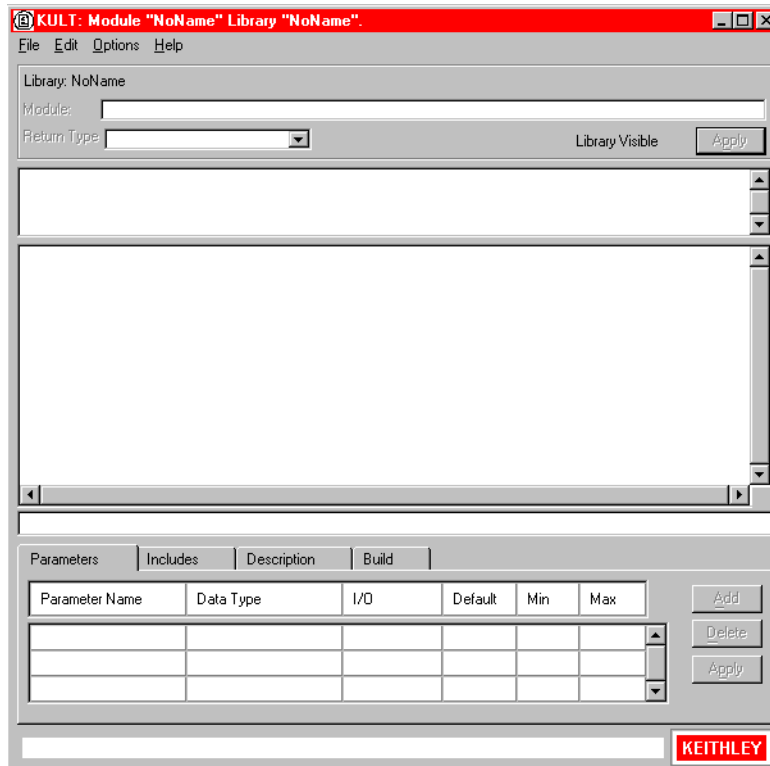 KULT: Module "NoName" Library "NoName".
File Edit Options Help
Library: NoName
Module:
Return Type
Library Visible
Apply
Parameters Includes Description Build
Parameter Name Data Type I/O Default Min Max
Add
Delete
Apply
KEITHLEY